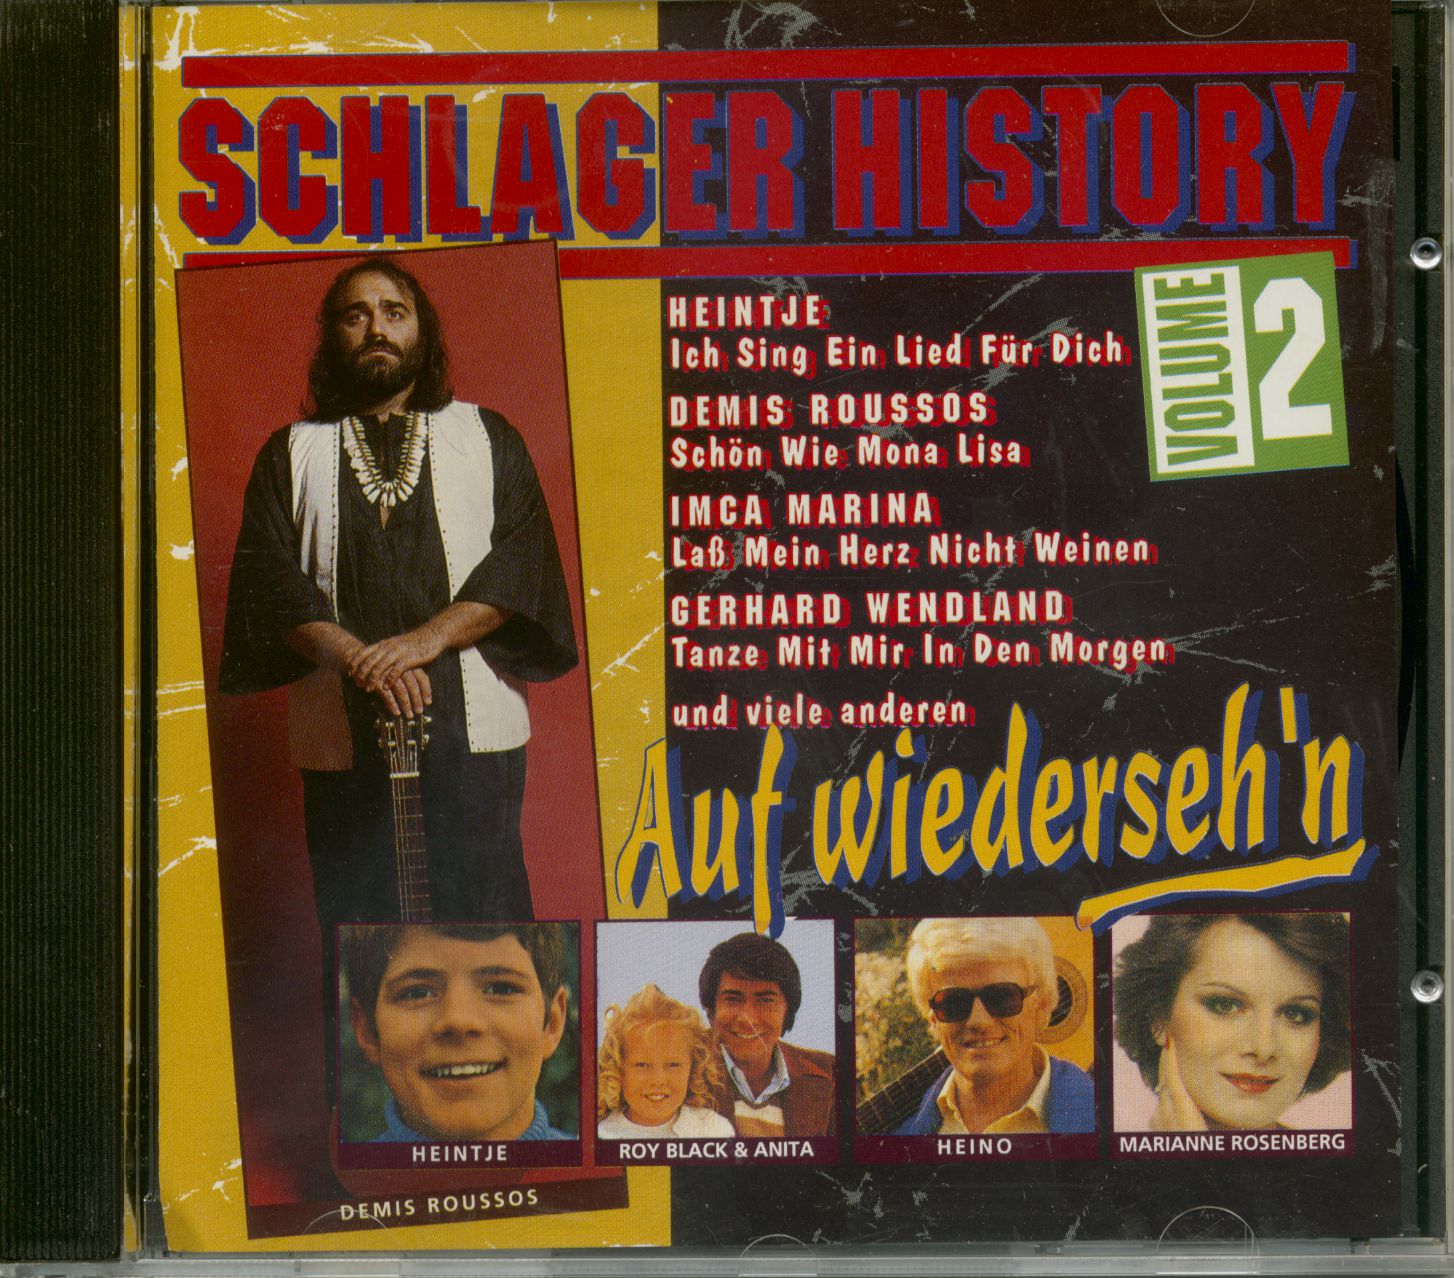 SCHLAGER HISTORY
VOLUME 2
HEINTJE
Ich Sing Ein Lied Für Dich
DEMIS ROUSSOS
Schön Wie Mona Lisa
IMCA MARINA
Laß Mein Herz Nicht Weinen
GERHARD WENDLAND
Tanze Mit Mir In Den Morgen
und viele anderen
Auf wiederseh'n
HEINTJE
ROY BLACK & ANITA
HEINO
MARIANNE ROSENBERG
DEMIS ROUSSOS